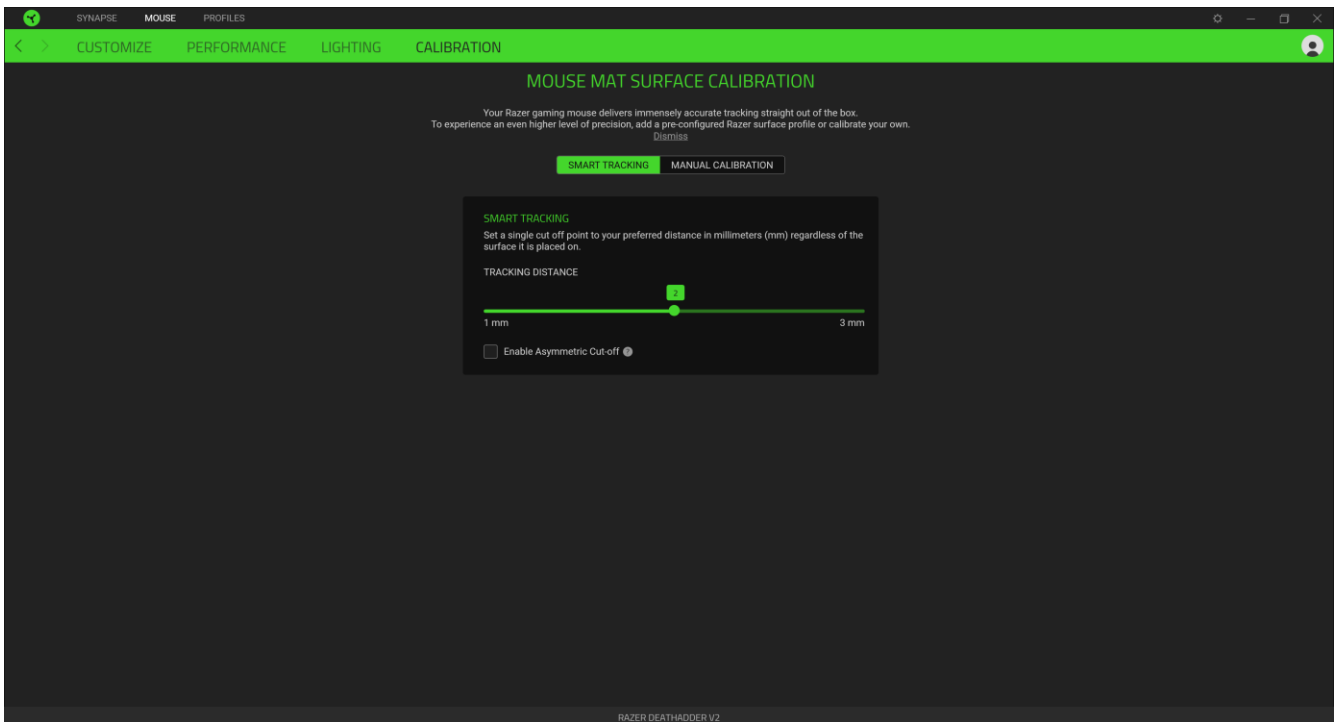 SYNAPSE MOUSE PROFILES
CUSTOMIZE PERFORMANCE LIGHTING CALIBRATION
MOUSE MAT SURFACE CALIBRATION
Your Razer gaming mouse delivers immensely accurate tracking straight out of the box.
To experience an even higher level of precision, add a pre-configured Razer surface profile or calibrate your own.
Dismiss
SMART TRACKING MANUAL CALIBRATION
SMART TRACKING
Set a single cut off point to your preferred distance in millimeters (mm) regardless of the
surface it is placed on.
TRACKING DISTANCE
2
1 mm 3 mm
Enable Asymmetric Cut-off ?
RAZER DEATHADDER V2